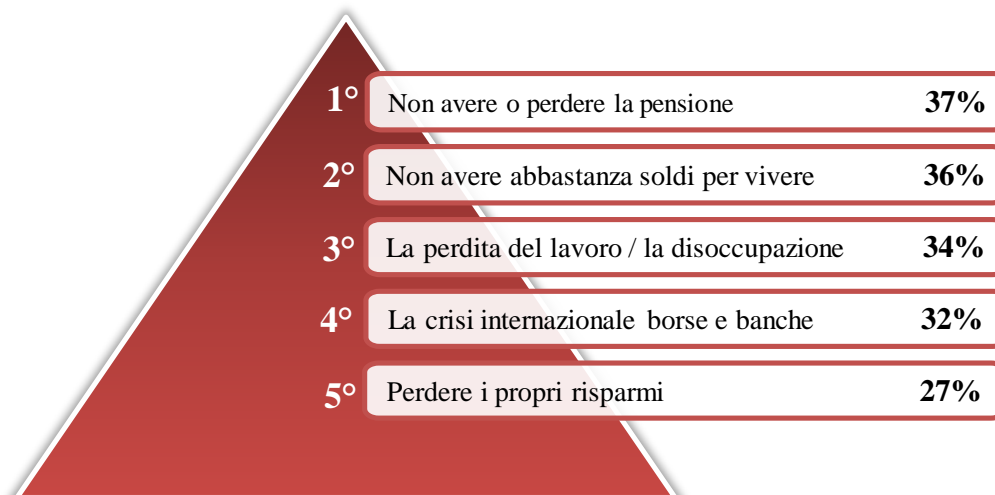 1° Non avere o perdere la pensione 37%
2° Non avere abbastanza soldi per vivere 36%
3° La perdita del lavoro / la disoccupazione 34%
4° La crisi internazionale borse e banche 32%
5° Perdere i propri risparmi 27%